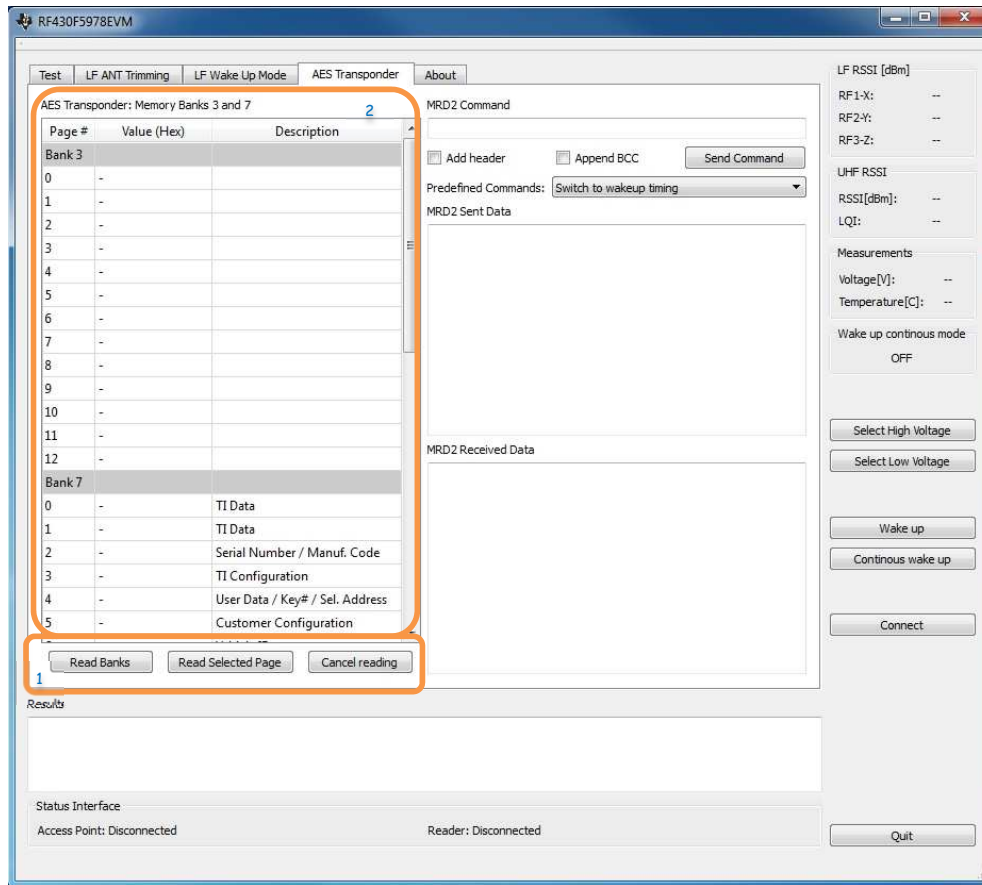 RF430F5978EVM
Test LF ANT Trimming LF Wake Up Mode AES Transponder About
AES Transponder: Memory Banks 3 and 7
2
Page # Value (Hex) Description
Bank 3
0 -
1 -
2 -
3 -
4 -
5 -
6 -
7 -
8 -
9 -
10 -
11 -
12 -
Bank 7
0 - TI Data
1 - TI Data
2 - Serial Number / Manuf. Code
3 - TI Configuration
4 - User Data / Key# / Sel. Address
5 - Customer Configuration
Read Banks Read Selected Page Cancel reading
1
MRD2 Command
Add header Append BCC Send Command
Predefined Commands: Switch to wakeup timing
MRD2 Sent Data
MRD2 Received Data
LF RSSI [dBm]
RF1-X: --
RF2-Y: --
RF3-Z: --
UHF RSSI
RSSI[dBm]: --
LQI: --
Measurements
Voltage[V]: --
Temperature[C]: --
Wake up continous mode
OFF
Select High Voltage
Select Low Voltage
Wake up
Continous wake up
Connect
Results
Status Interface
Access Point: Disconnected Reader: Disconnected
Quit